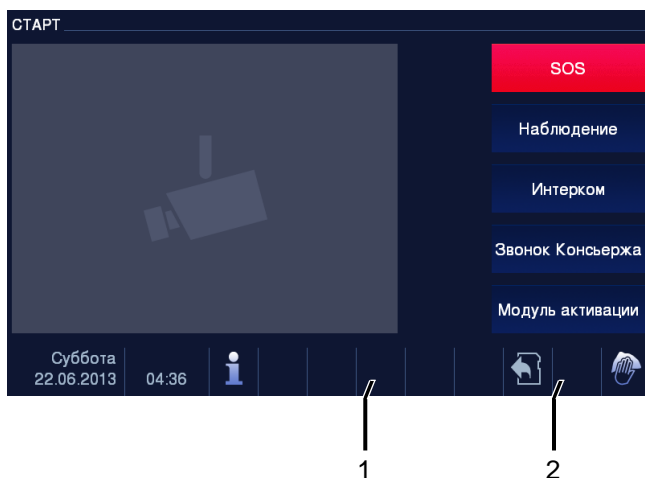 СТАРТ
SOS
Наблюдение
Интерком
Звонок Консьержа
Модуль активации
Суббота
22.06.2013
04:36
1
2